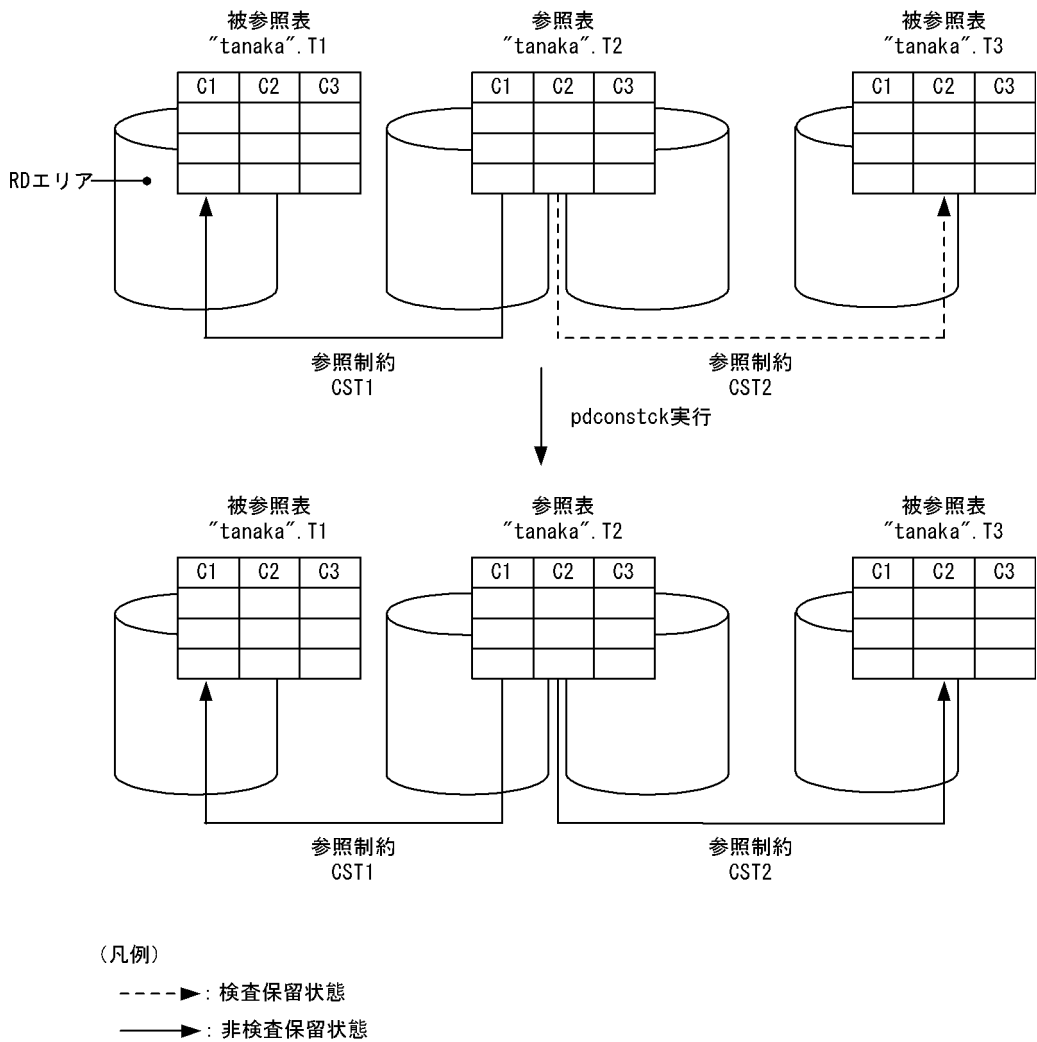 被参照表
"tanaka".T1
参照表
"tanaka".T2
被参照表
"tanaka".T3
C1 C2 C3
C1 C2 C3
C1 C2 C3
RDエリア
参照制約
CST1
参照制約
CST2
pdconstck実行
被参照表
"tanaka".T1
参照表
"tanaka".T2
被参照表
"tanaka".T3
C1 C2 C3
C1 C2 C3
C1 C2 C3
参照制約
CST1
参照制約
CST2
(凡例)
：検査保留状態
：非検査保留状態